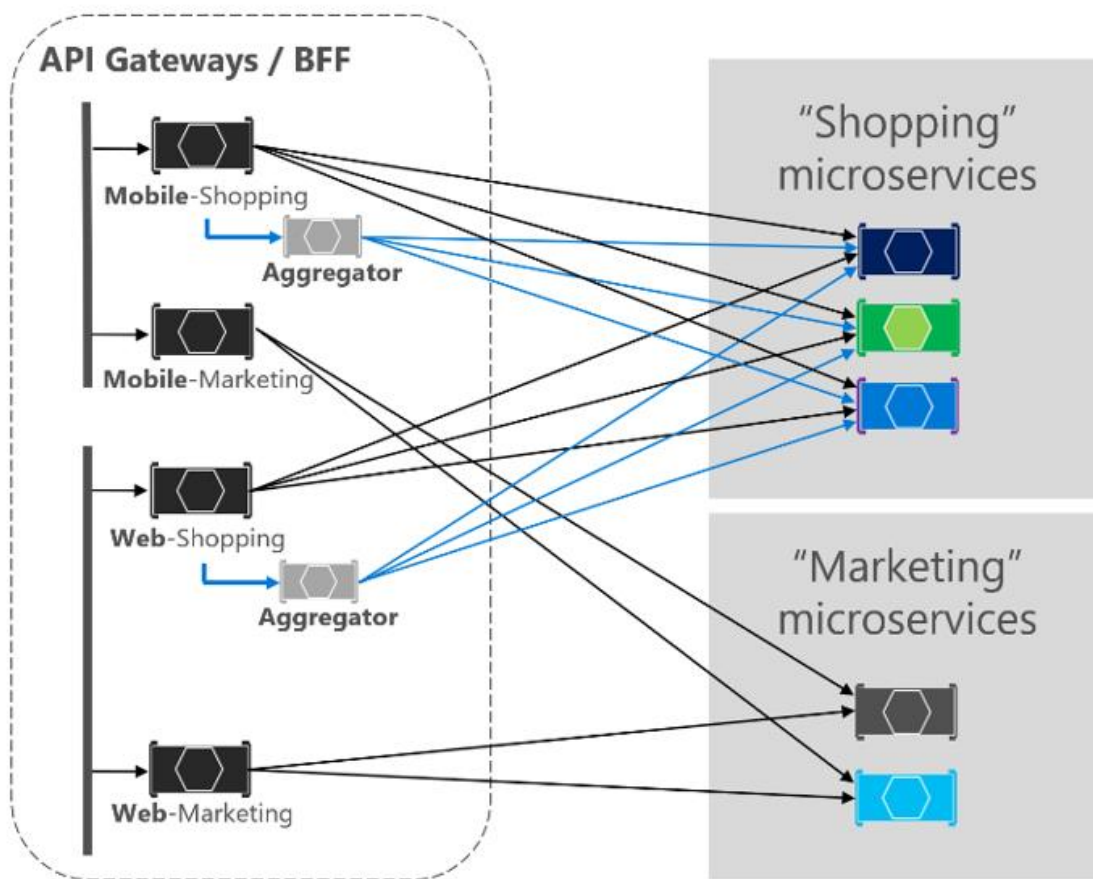 API Gateways / BFF
Mobile-Shopping
Aggregator
Mobile-Marketing
Web-Shopping
Aggregator
Web-Marketing
“Shopping”
microservices
“Marketing”
microservices